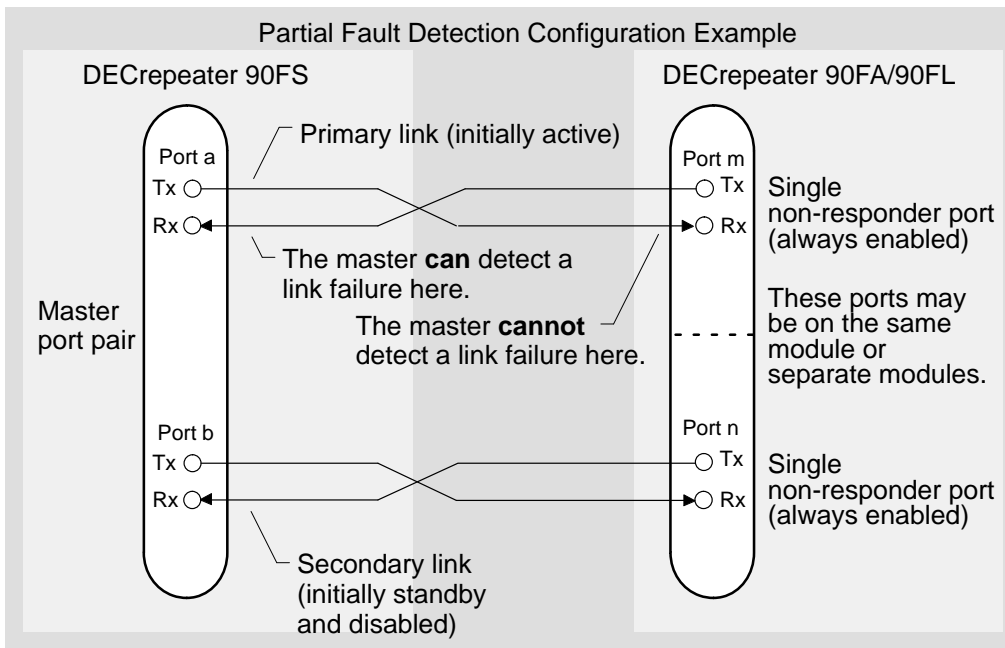 Partial Fault Detection Configuration Example
DECrepeater 90FS
DECrepeater 90FA/90FL
Primary link (initially active)
Port a
Tx
Rx
Port m
Tx
Rx
Single
non-responder port
(always enabled)
The master can detect a
link failure here.
Master
port pair
The master cannot
detect a link failure here.
These ports may
be on the same
module or
separate modules.
Port b
Tx
Rx
Port n
Tx
Rx
Single
non-responder port
(always enabled)
Secondary link
(initially standby
and disabled)